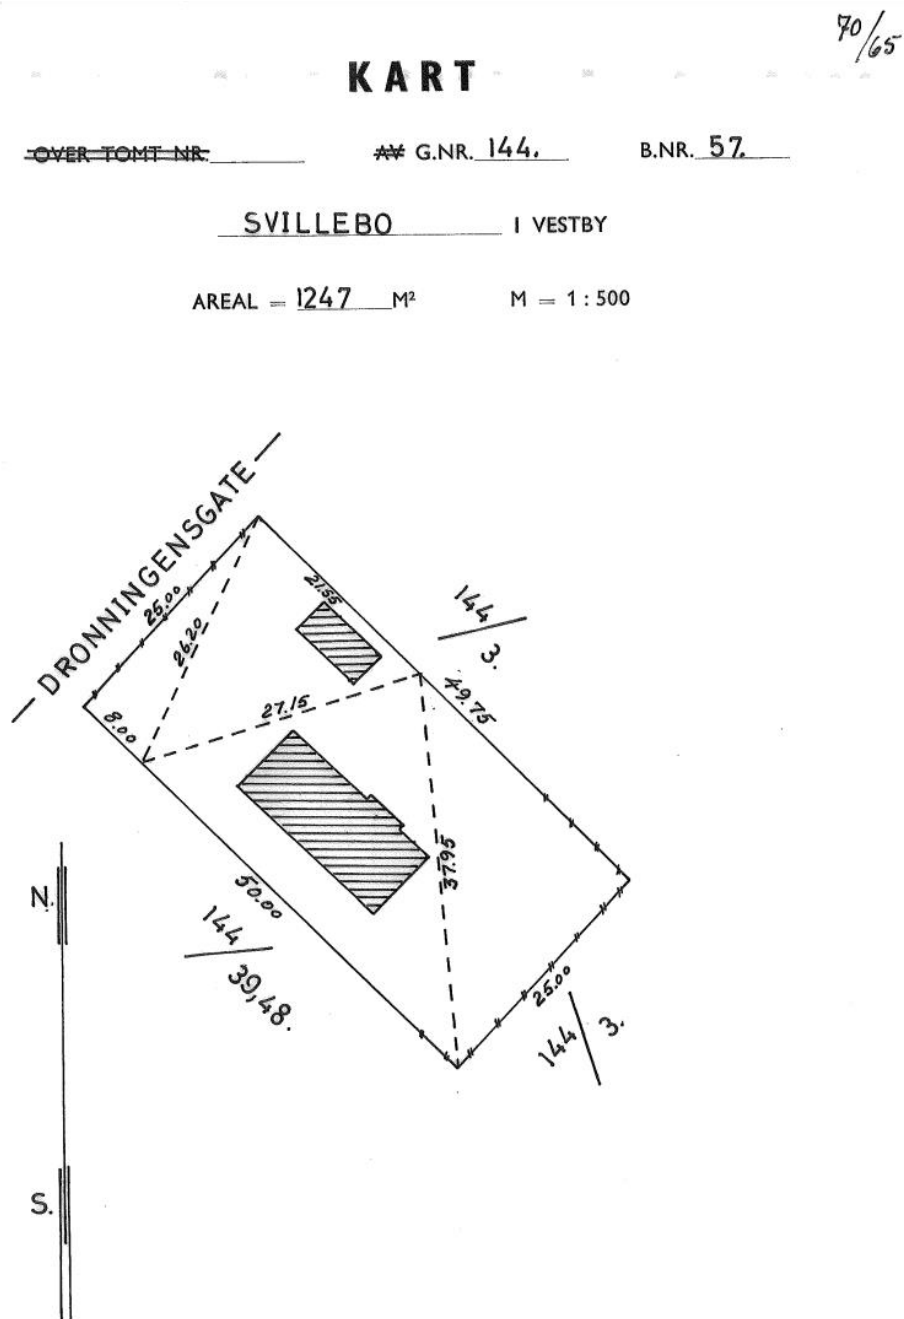 70/65
KART
OVER TOMT NR. AV G.NR. 144. B.NR. 57.
SVILLEBO I VESTBY
AREAL = 1247 M² M = 1:500
— DRONNINGENSGATE —
25.00
21.55
26.20
144/3.
8.00
27.15
49.75
37.95
50.00
N.
144/39,48.
25.00
144/3.
S.